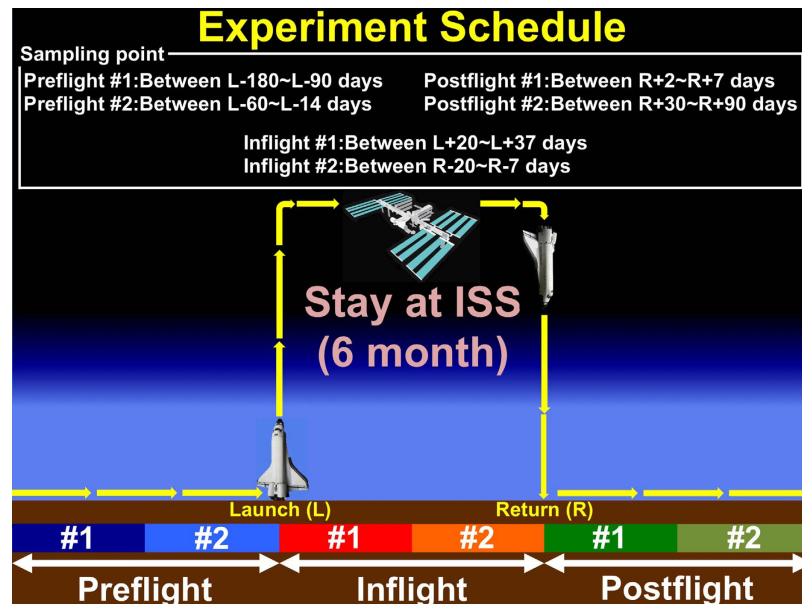 Experiment Schedule
Sampling point
Preflight #1:Between L-180~L-90 days
Preflight #2:Between L-60~L-14 days
Postflight #1:Between R+2~R+7 days
Postflight #2:Between R+30~R+90 days
Inflight #1:Between L+20~L+37 days
Inflight #2:Between R-20~R-7 days
Stay at ISS
(6 month)
Launch (L)
Return (R)
#1 #2 #1 #2 #1 #2
Preflight Inflight Postflight